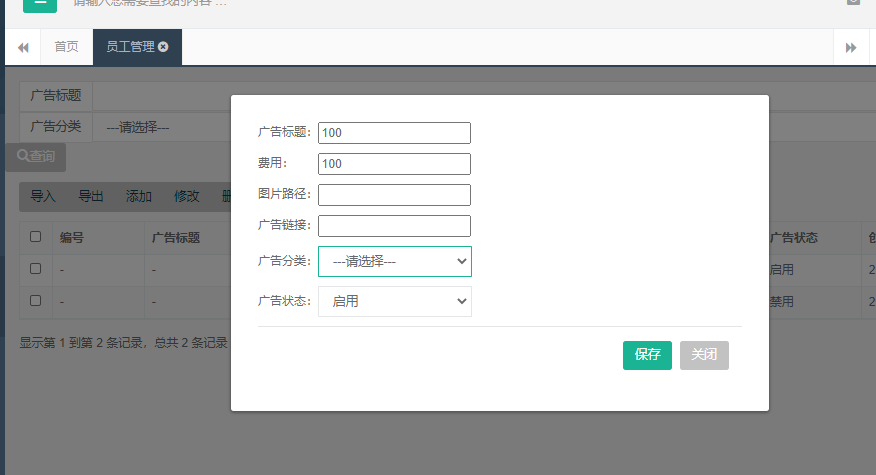 请输入您需要查找的内容 …
首页 员工管理
广告标题
广告分类 ---请选择---
查询
导入 导出 添加 修改
编号 广告标题 广告状态
- - 启用 2
- - 禁用 2
显示第 1 到第 2 条记录，总共 2 条记录
广告标题： 100
费用： 100
图片路径：
广告链接：
广告分类： ---请选择---
广告状态： 启用
保存 关闭